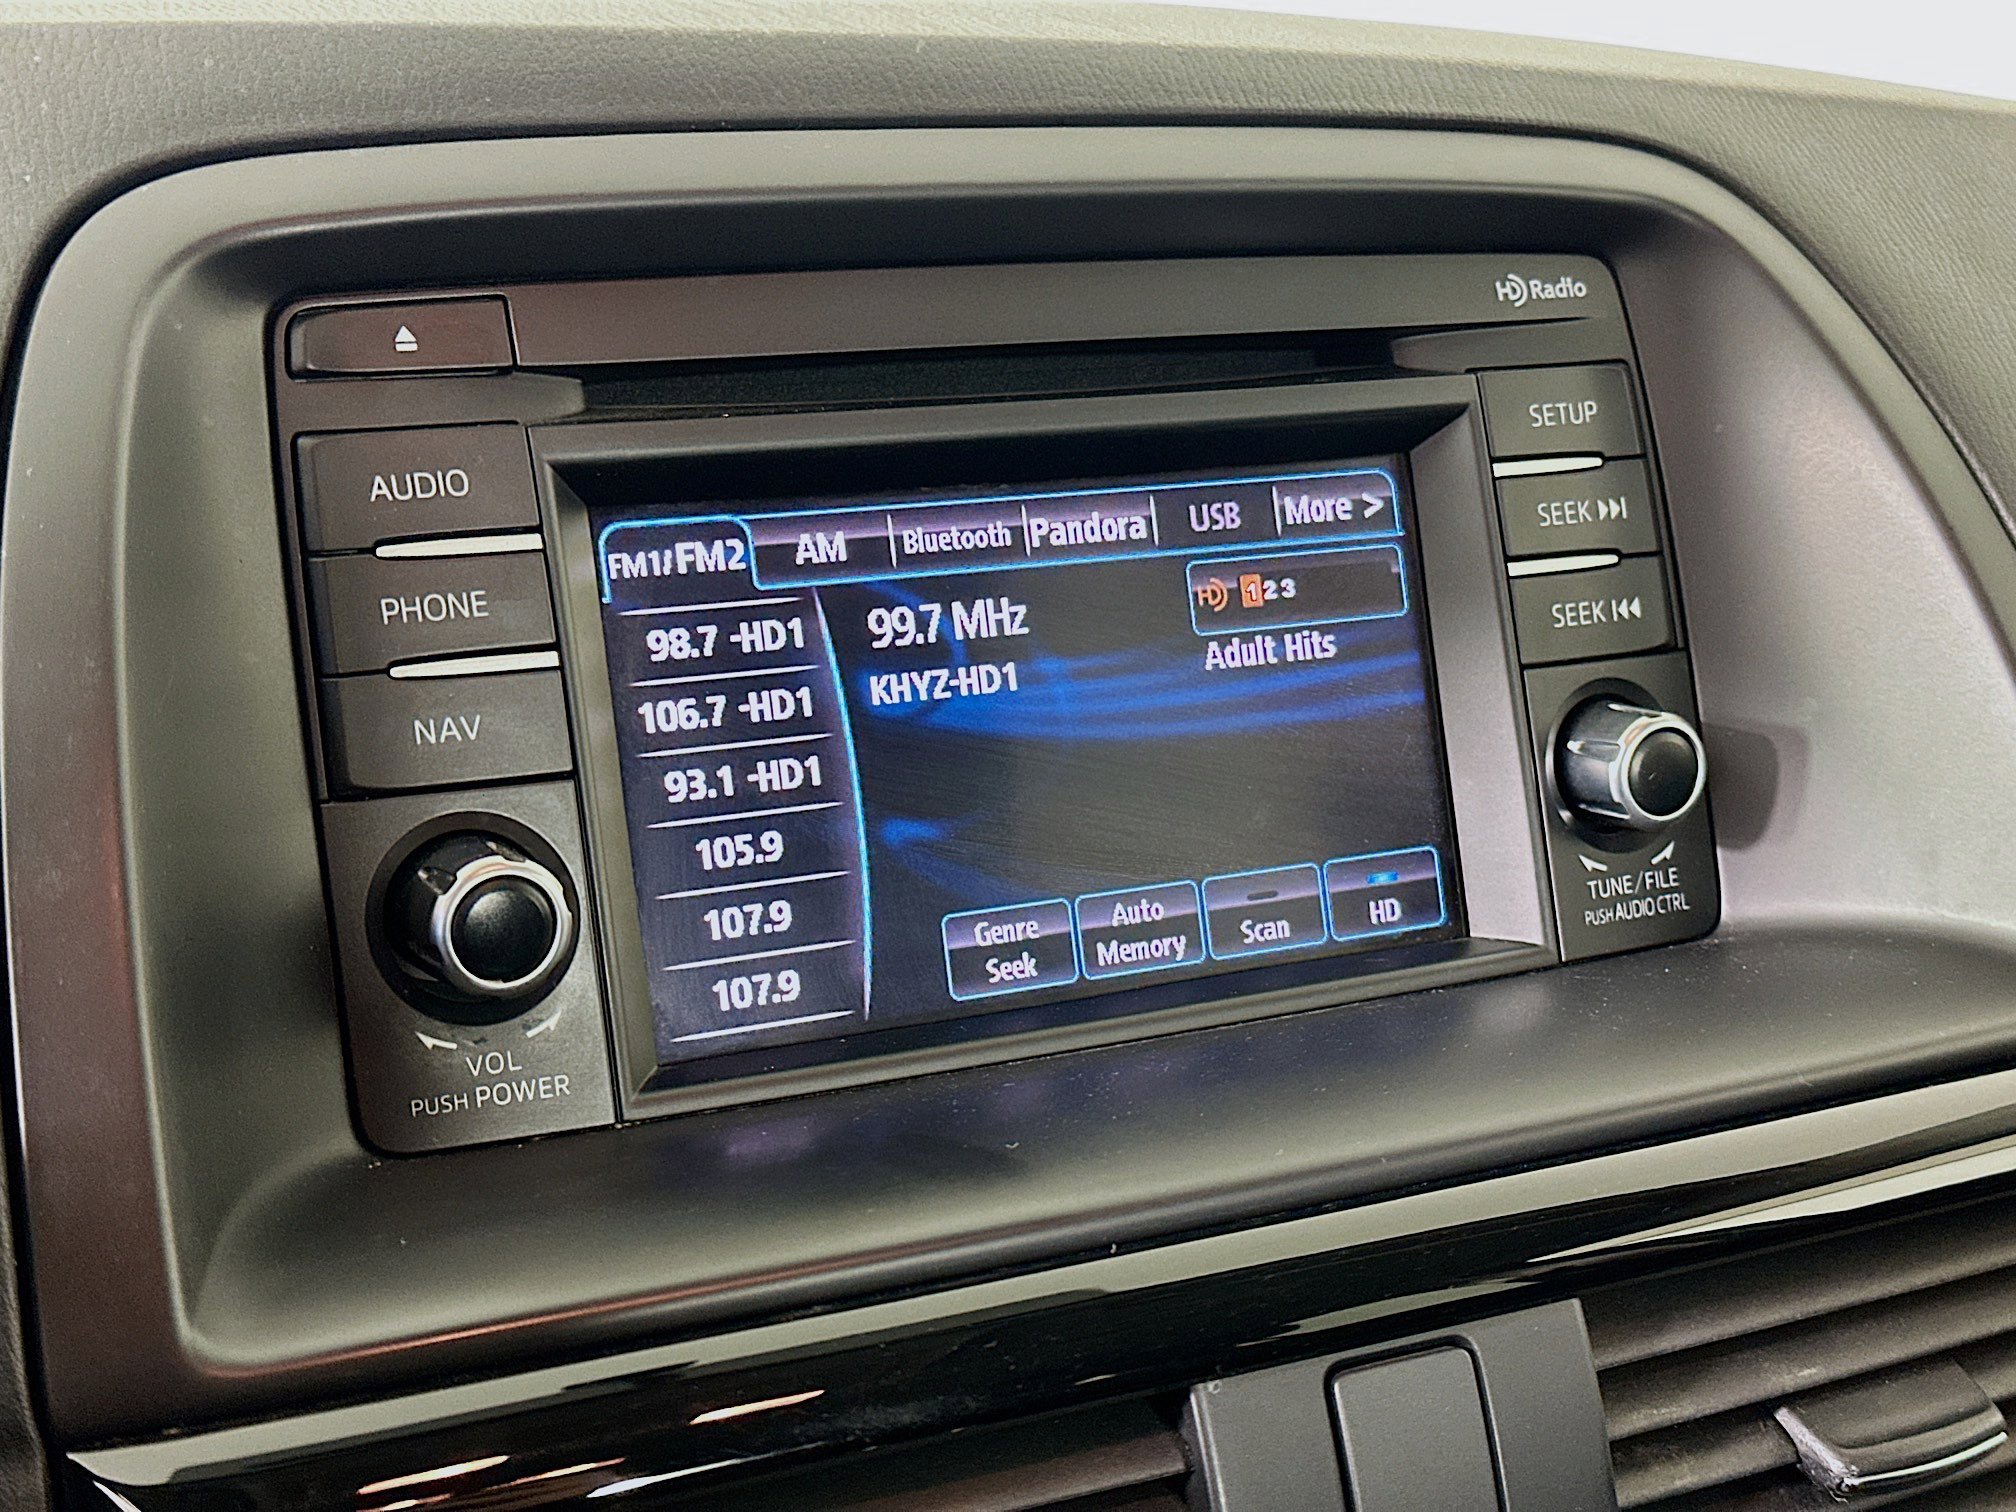 HD Radio
AUDIO
PHONE
NAV
VOL
PUSH POWER
SETUP
SEEK
SEEK
TUNE/FILE
PUSH AUDIO CTRL
FM1/FM2 AM Bluetooth Pandora USB More >
98.7 -HD1
106.7 -HD1
93.1 -HD1
105.9
107.9
107.9
99.7 MHz
KHYZ-HD1
HD 1 2 3
Adult Hits
Genre
Seek
Auto
Memory
Scan
HD